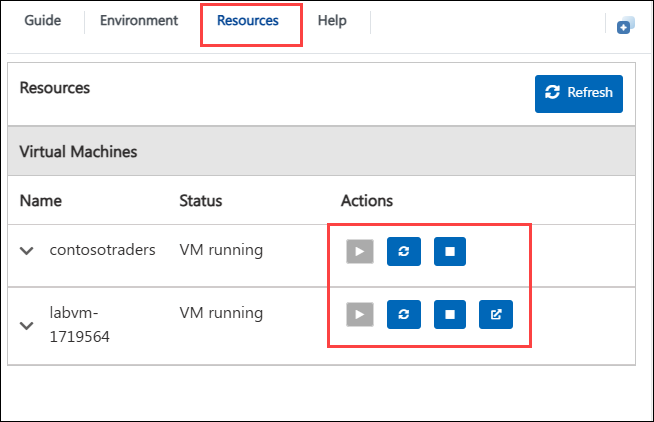 Guide Environment Resources Help
Resources
Refresh
Virtual Machines
Name Status Actions
contosotraders VM running
labvm- VM running
1719564